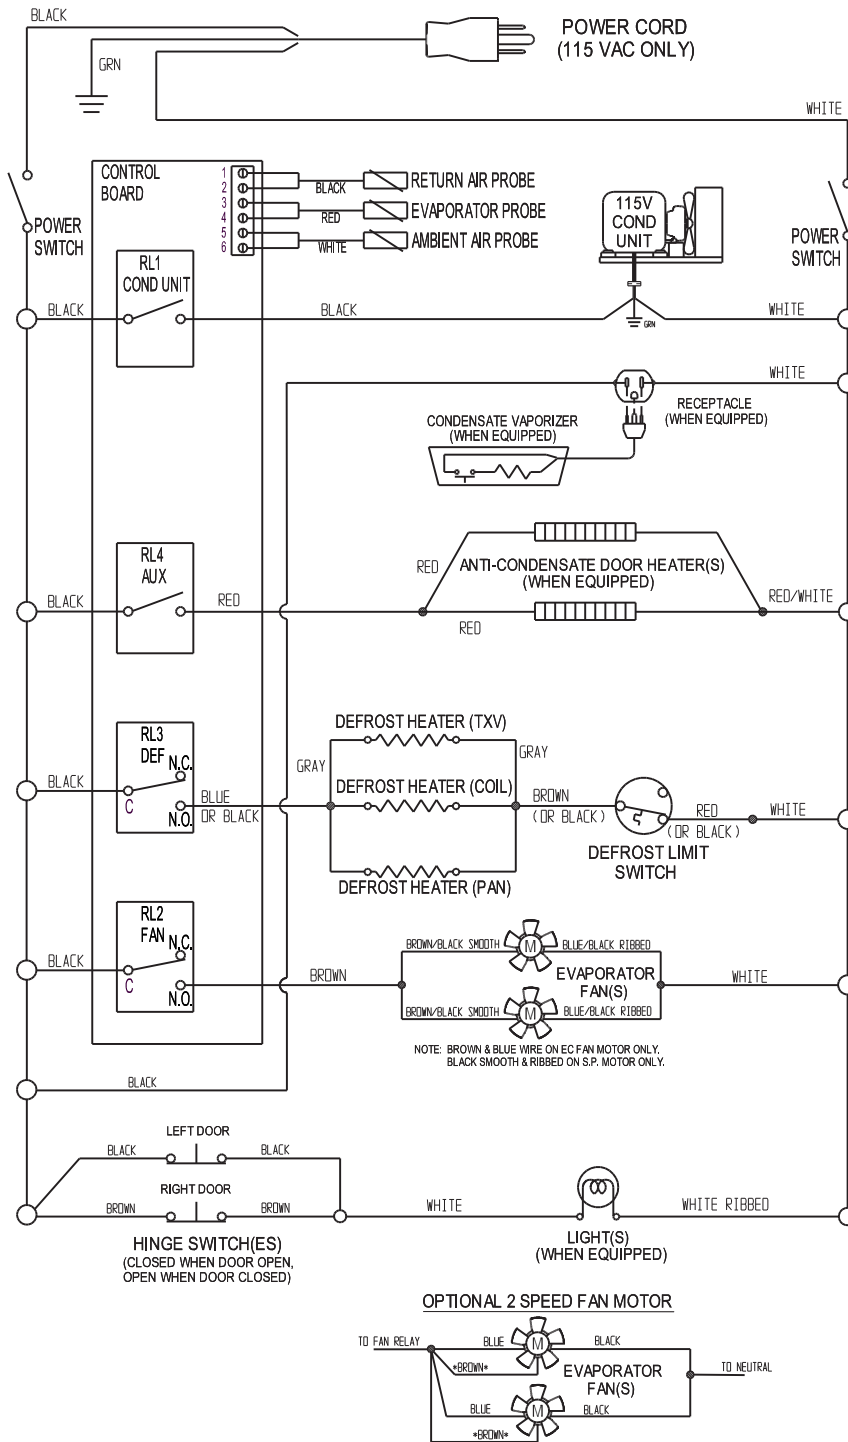 BLACK
POWER CORD
(115 VAC ONLY)
GRN
WHITE
CONTROL
BOARD
1
2
3
4
5
6
BLACK
RETURN AIR PROBE
RED
EVAPORATOR PROBE
WHITE
AMBIENT AIR PROBE
115V
COND
UNIT
POWER
SWITCH
POWER
SWITCH
RL1
COND UNIT
BLACK
BLACK
GRN
WHITE
WHITE
RECEPTACLE
(WHEN EQUIPPED)
CONDENSATE VAPORIZER
(WHEN EQUIPPED)
RL4
AUX
BLACK
RED
RED
ANTI-CONDENSATE DOOR HEATER(S)
(WHEN EQUIPPED)
RED/WHITE
RED
RL3
DEF
N.C.
C
N.O.
BLACK
BLUE
OR BLACK
DEFROST HEATER (TXV)
GRAY
GRAY
DEFROST HEATER (COIL)
BROWN
(OR BLACK)
RED
(OR BLACK)
WHITE
DEFROST LIMIT
SWITCH
DEFROST HEATER (PAN)
RL2
FAN
N.C.
C
N.O.
BLACK
BROWN
BROWN/BLACK SMOOTH
M
BLUE/BLACK RIBBED
EVAPORATOR
FAN(S)
WHITE
BROWN/BLACK SMOOTH
M
BLUE/BLACK RIBBED
NOTE: BROWN & BLUE WIRE ON EC FAN MOTOR ONLY.
BLACK SMOOTH & RIBBED ON S.P. MOTOR ONLY.
BLACK
LEFT DOOR
BLACK
BLACK
RIGHT DOOR
BROWN
BROWN
WHITE
WHITE RIBBED
HINGE SWITCH(ES)
(CLOSED WHEN DOOR OPEN,
OPEN WHEN DOOR CLOSED)
LIGHT(S)
(WHEN EQUIPPED)
OPTIONAL 2 SPEED FAN MOTOR
TO FAN RELAY
BLUE
M
BLACK
*BROWN*
EVAPORATOR
FAN(S)
TO NEUTRAL
BLUE
M
BLACK
*BROWN*